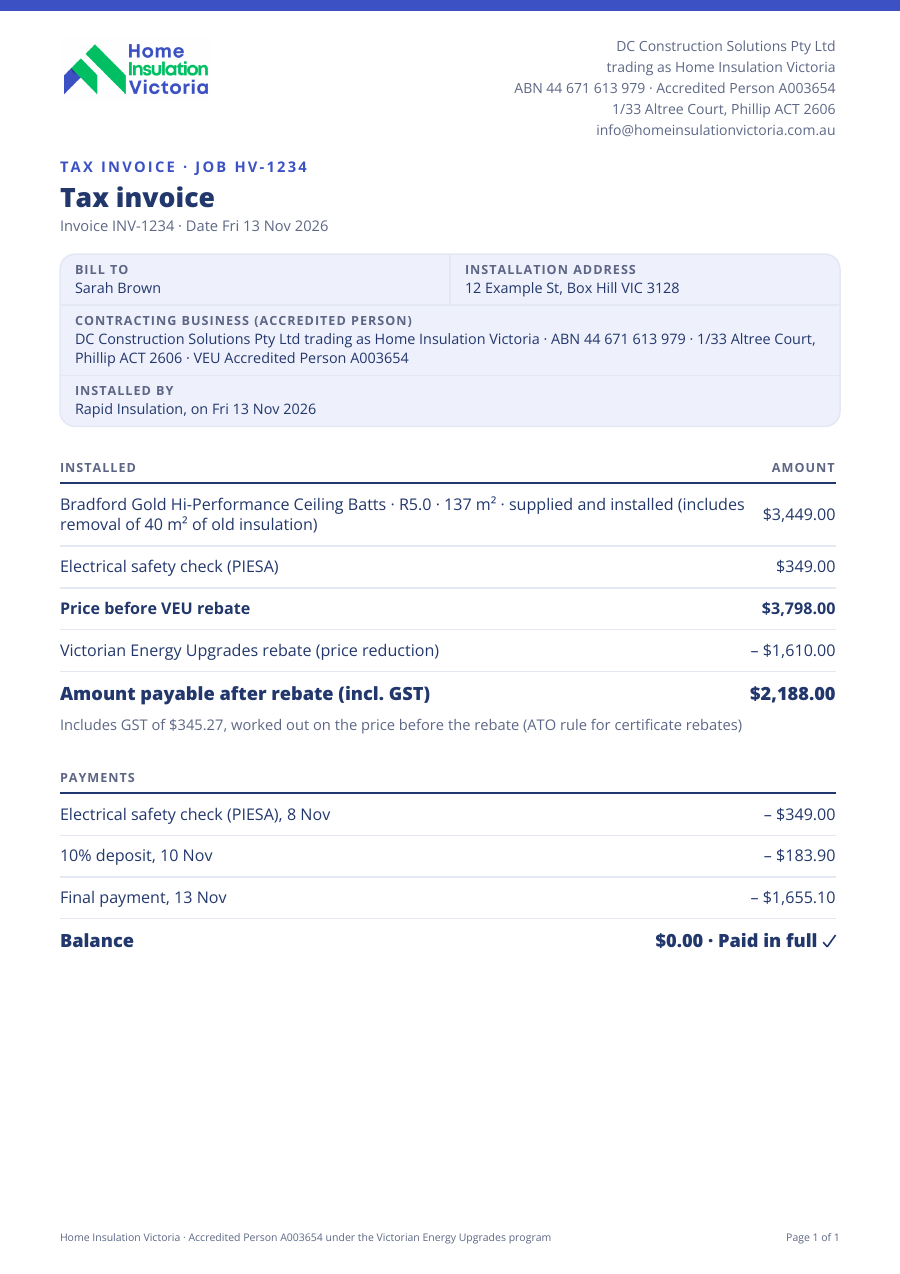 Home
Insulation
Victoria
DC Construction Solutions Pty Ltd
trading as Home Insulation Victoria
ABN 44 671 613 979 · Accredited Person A003654
1/33 Altree Court, Phillip ACT 2606
info@homeinsulationvictoria.com.au
TAX INVOICE · JOB HV-1234
Tax invoice
Invoice INV-1234 · Date Fri 13 Nov 2026
BILL TO
Sarah Brown
INSTALLATION ADDRESS
12 Example St, Box Hill VIC 3128
CONTRACTING BUSINESS (ACCREDITED PERSON)
DC Construction Solutions Pty Ltd trading as Home Insulation Victoria · ABN 44 671 613 979 · 1/33 Altree Court,
Phillip ACT 2606 · VEU Accredited Person A003654
INSTALLED BY
Rapid Insulation, on Fri 13 Nov 2026
INSTALLED AMOUNT
Bradford Gold Hi-Performance Ceiling Batts · R5.0 · 137 m² · supplied and installed (includes
removal of 40 m² of old insulation) $3,449.00
Electrical safety check (PIESA) $349.00
Price before VEU rebate $3,798.00
Victorian Energy Upgrades rebate (price reduction) – $1,610.00
Amount payable after rebate (incl. GST) $2,188.00
Includes GST of $345.27, worked out on the price before the rebate (ATO rule for certificate rebates)
PAYMENTS
Electrical safety check (PIESA), 8 Nov – $349.00
10% deposit, 10 Nov – $183.90
Final payment, 13 Nov – $1,655.10
Balance $0.00 · Paid in full ✓
Home Insulation Victoria · Accredited Person A003654 under the Victorian Energy Upgrades program Page 1 of 1